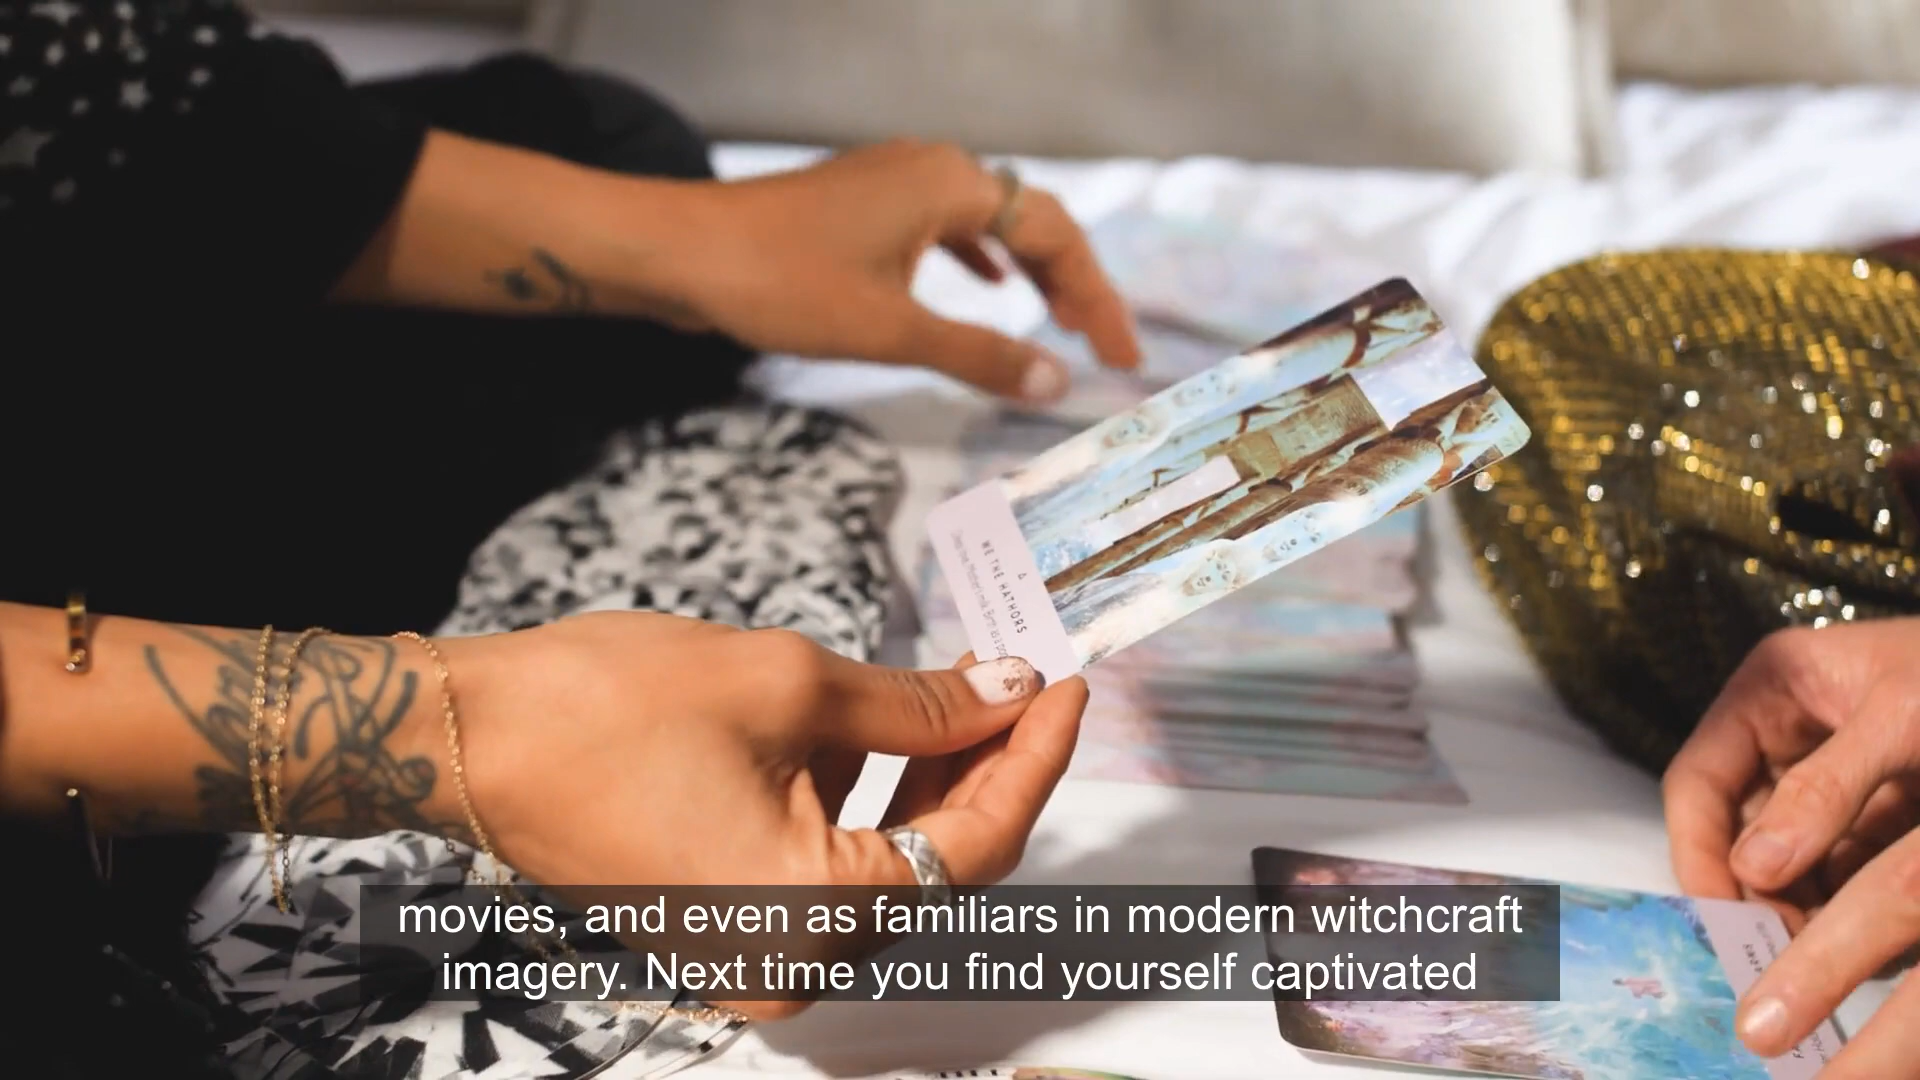 WE THE HATHORS
movies, and even as familiars in modern witchcraft
imagery. Next time you find yourself captivated